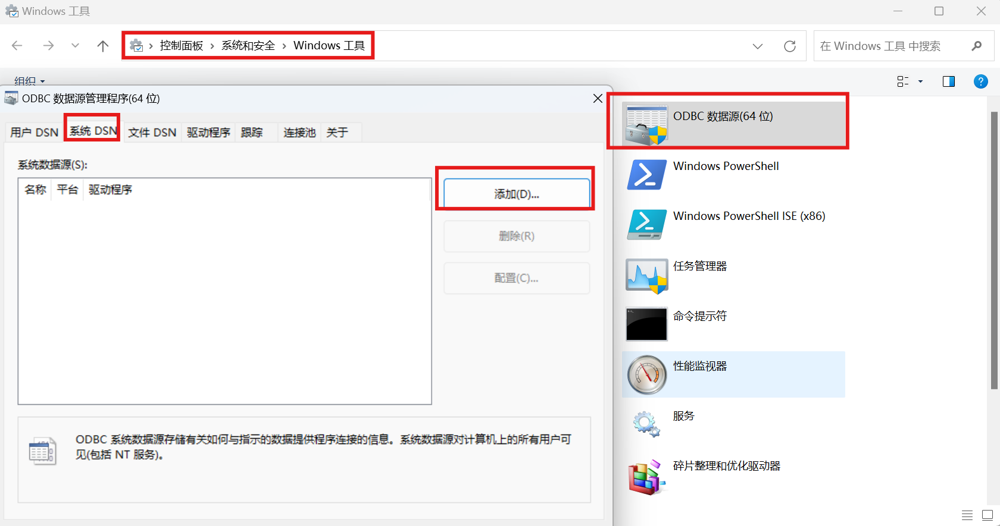 Windows 工具
控制面板 › 系统和安全 › Windows 工具
在 Windows 工具 中搜索
组织
ODBC 数据源管理程序(64 位)
用户 DSN 系统 DSN 文件 DSN 驱动程序 跟踪 连接池 关于
系统数据源(S):
名称 平台 驱动程序
添加(D)...
删除(R)
配置(C)...
ODBC 系统数据源存储有关如何与指示的数据提供程序连接的信息。系统数据源对计算机上的所有用户可
见(包括 NT 服务)。
ODBC 数据源(64 位)
Windows PowerShell
Windows PowerShell ISE (x86)
任务管理器
命令提示符
性能监视器
服务
碎片整理和优化驱动器